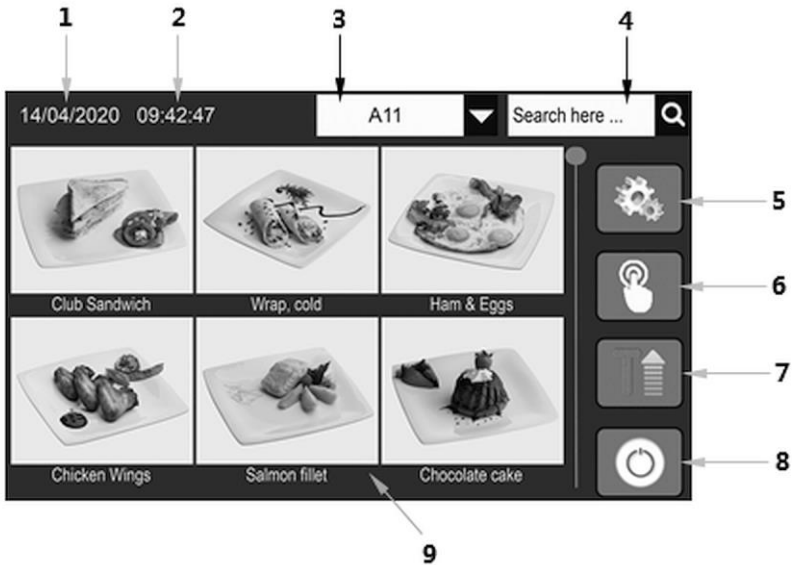 1 2 3 4
14/04/2020 09:42:47 A11 Search here ...
5
Club Sandwich Wrap, cold Ham & Eggs
6
7
Chicken Wings Salmon fillet Chocolate cake
8
9